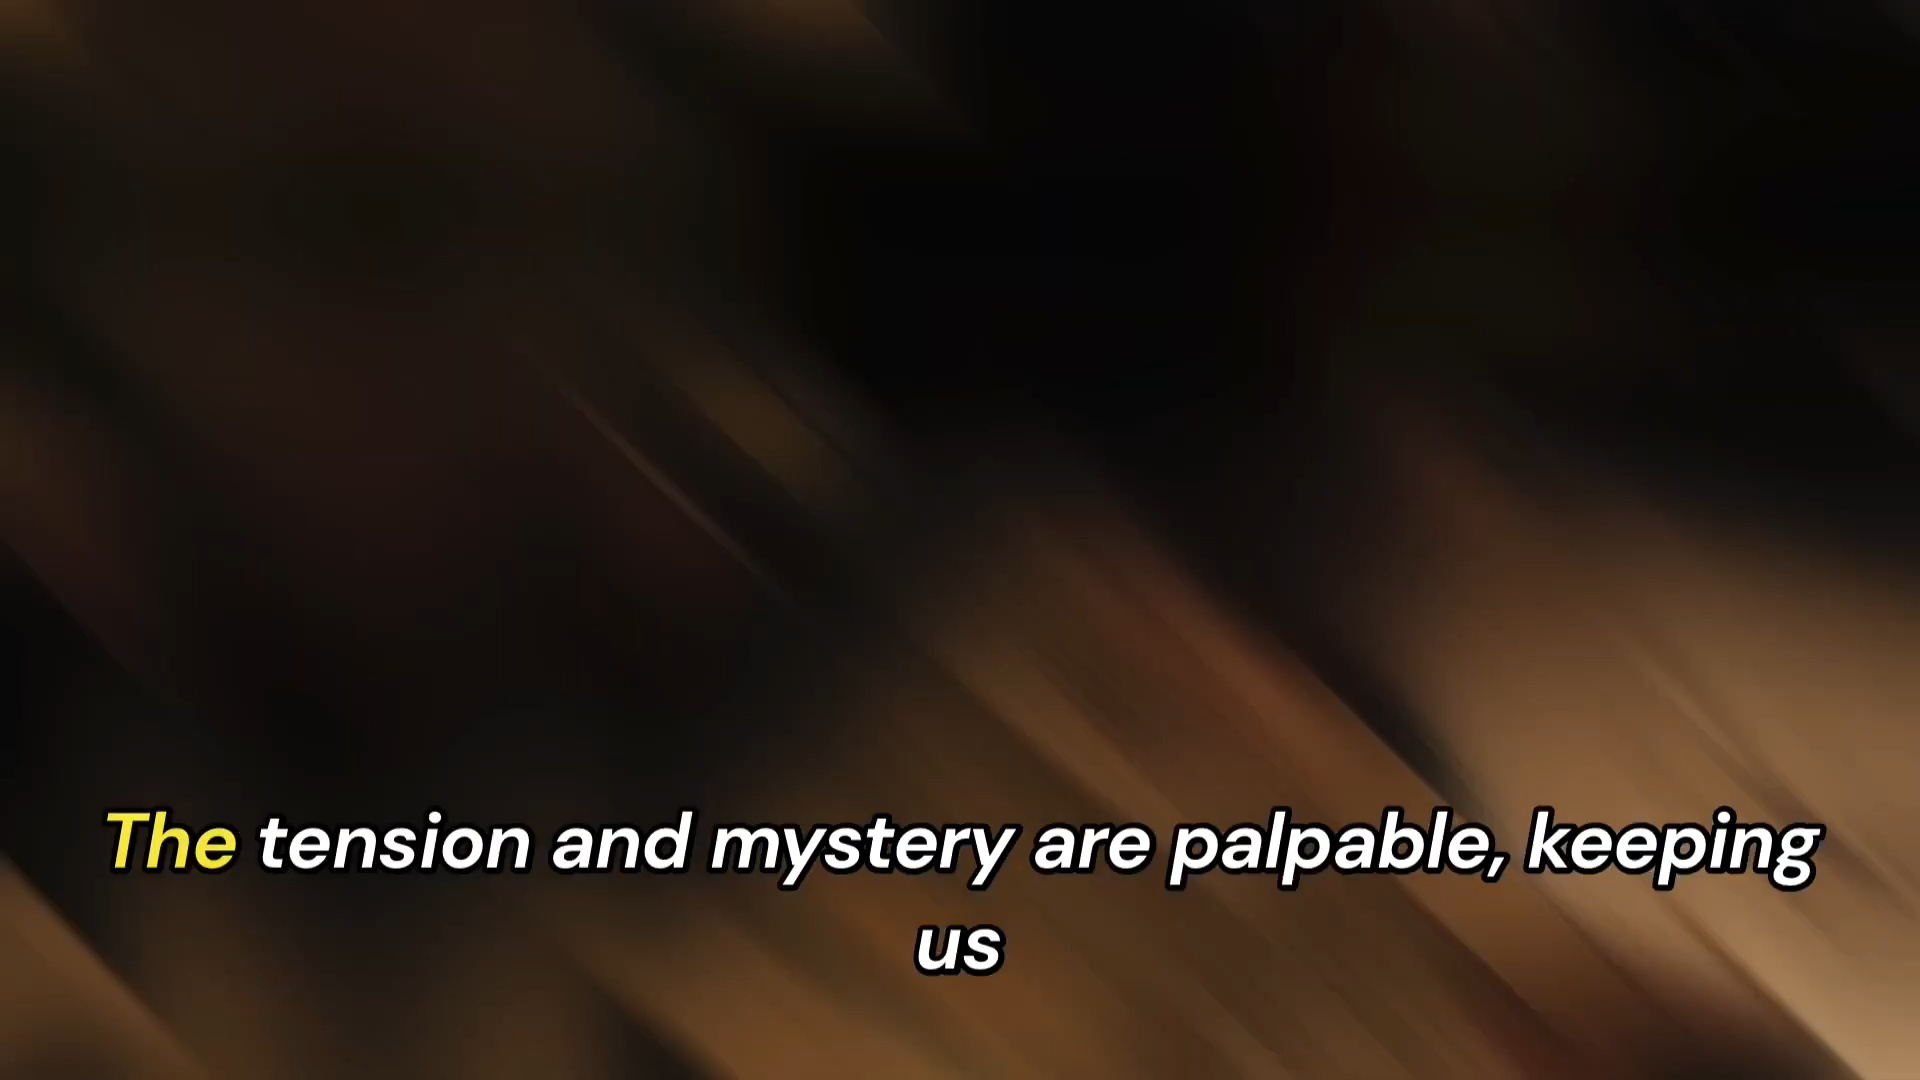 The tension and mystery are palpable, keeping
us